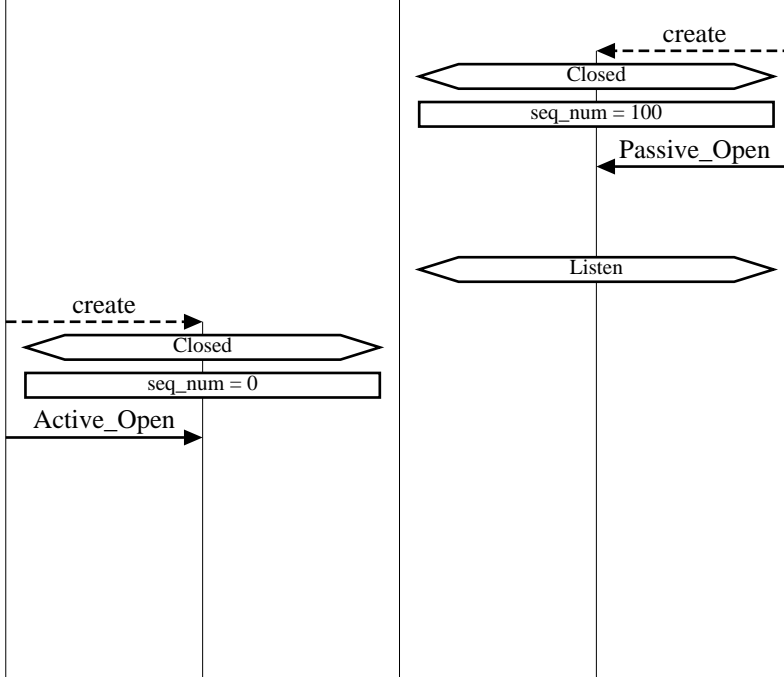 create
Closed
seq_num = 100
Passive_Open
Listen
create
Closed
seq_num = 0
Active_Open